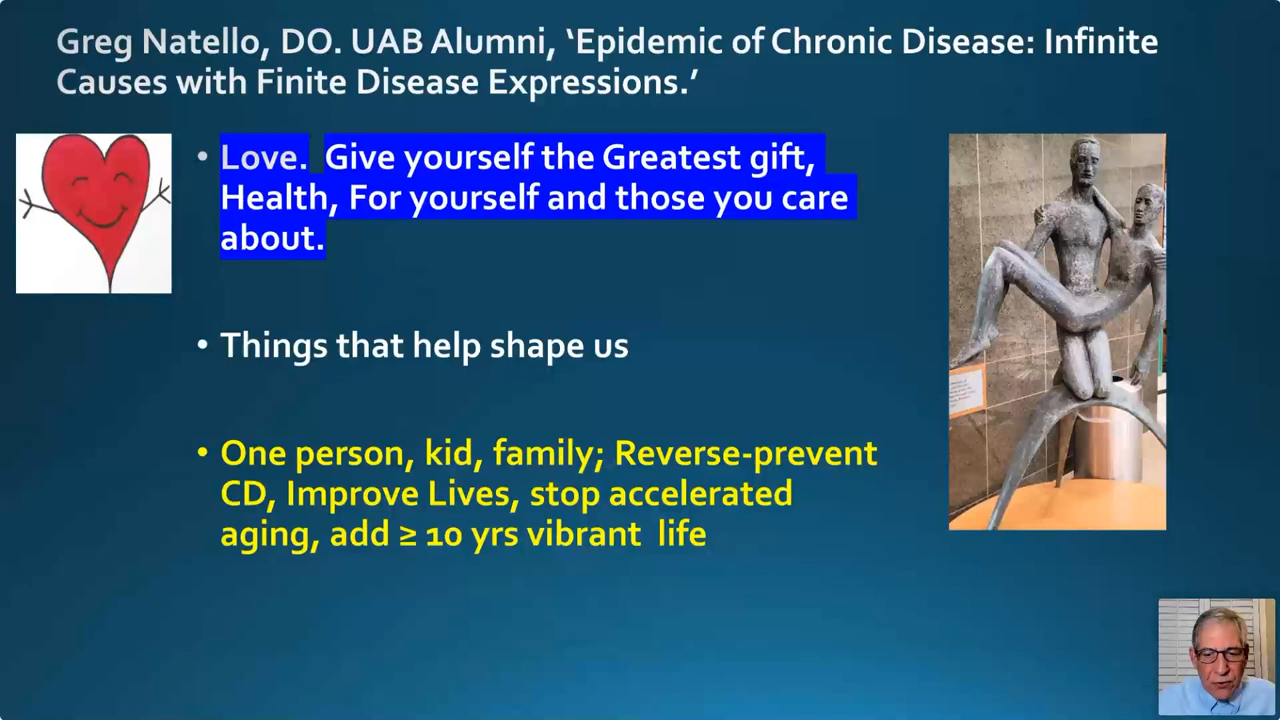 Greg Natello, DO. UAB Alumni, ‘Epidemic of Chronic Disease: Infinite
Causes with Finite Disease Expressions.’
• Love.  Give yourself the Greatest gift,
Health, For yourself and those you care
about.
• Things that help shape us
• One person, kid, family; Reverse-prevent
CD, Improve Lives, stop accelerated
aging, add ≥ 10 yrs vibrant  life